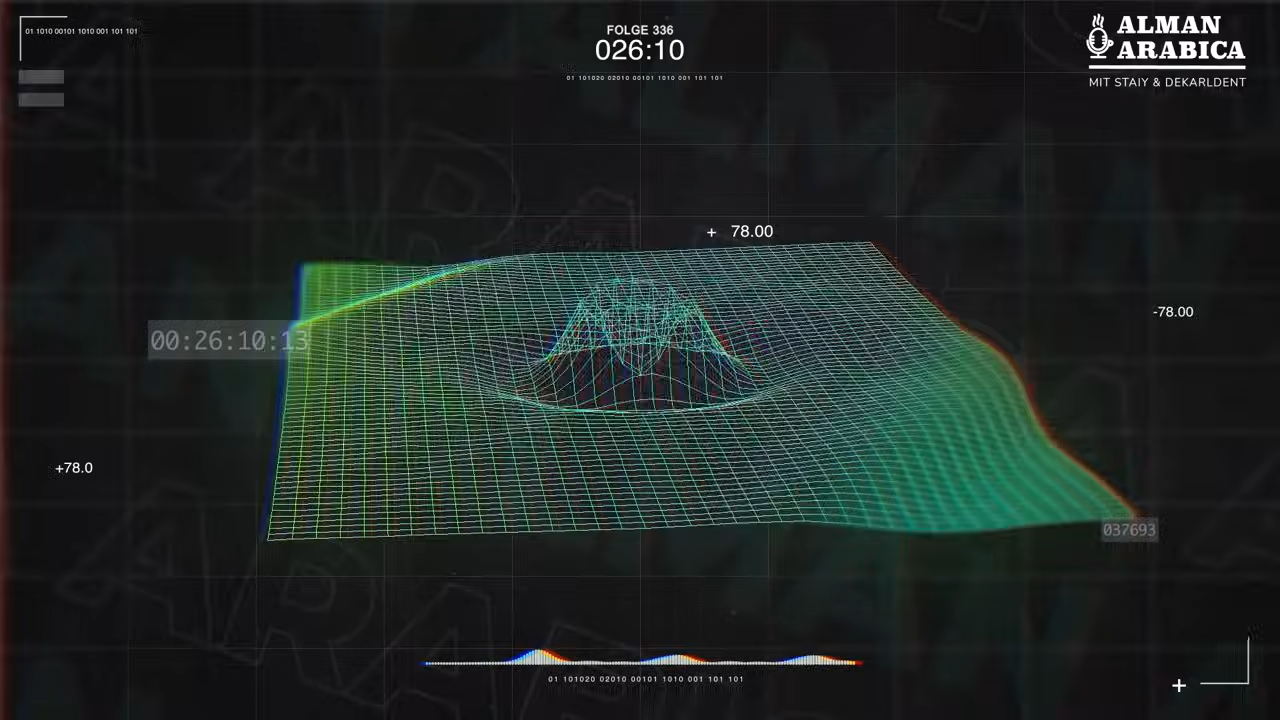 01 1010 00101 1010 001 101 101
FOLGE 336
026:10
01 101020 02010 00101 1010 001 101 101
ALMAN
ARABICA
MIT STAIY & DEKARLDENT
+ 78.00
-78.00
00:26:10:13
+78.0
037693
01 101020 02010 00101 1010 001 101 101
+